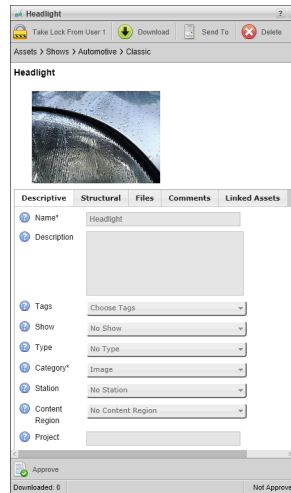 Headlight ?
Take Lock From User 1 Download Send To Delete
Assets > Shows > Automotive > Classic
Headlight
Descriptive Structural Files Comments Linked Assets
? Name* Headlight
? Description
? Tags Choose Tags
? Show No Show
? Type No Type
? Category* Image
? Station No Station
? Content Region No Content Region
? Project
Approve
Downloaded: 0 Not Approve